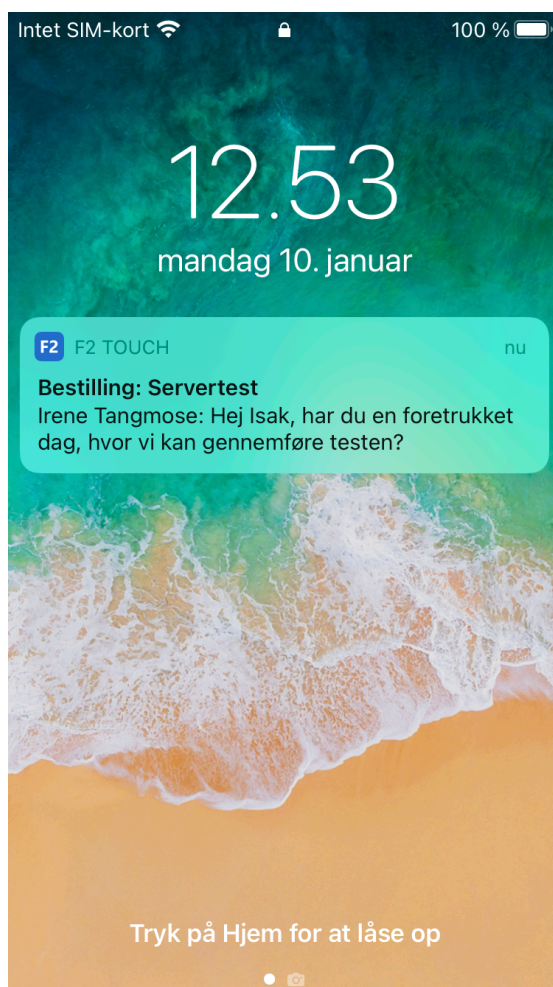 Intet SIM-kort 100 %
12.53
mandag 10. januar
F2 F2 TOUCH nu
Bestilling: Servertest
Irene Tangmose: Hej Isak, har du en foretrukket
dag, hvor vi kan gennemføre testen?
Tryk på Hjem for at låse op